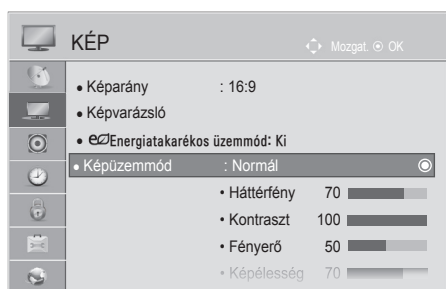 KÉP
Mozgat. OK
• Képarány : 16:9
• Képvarázsló
• Energiatakarékos üzemmód: Ki
• Képüzemmód : Normál
• Háttérfény 70
• Kontraszt 100
• Fényerő 50
• Képélesség 70